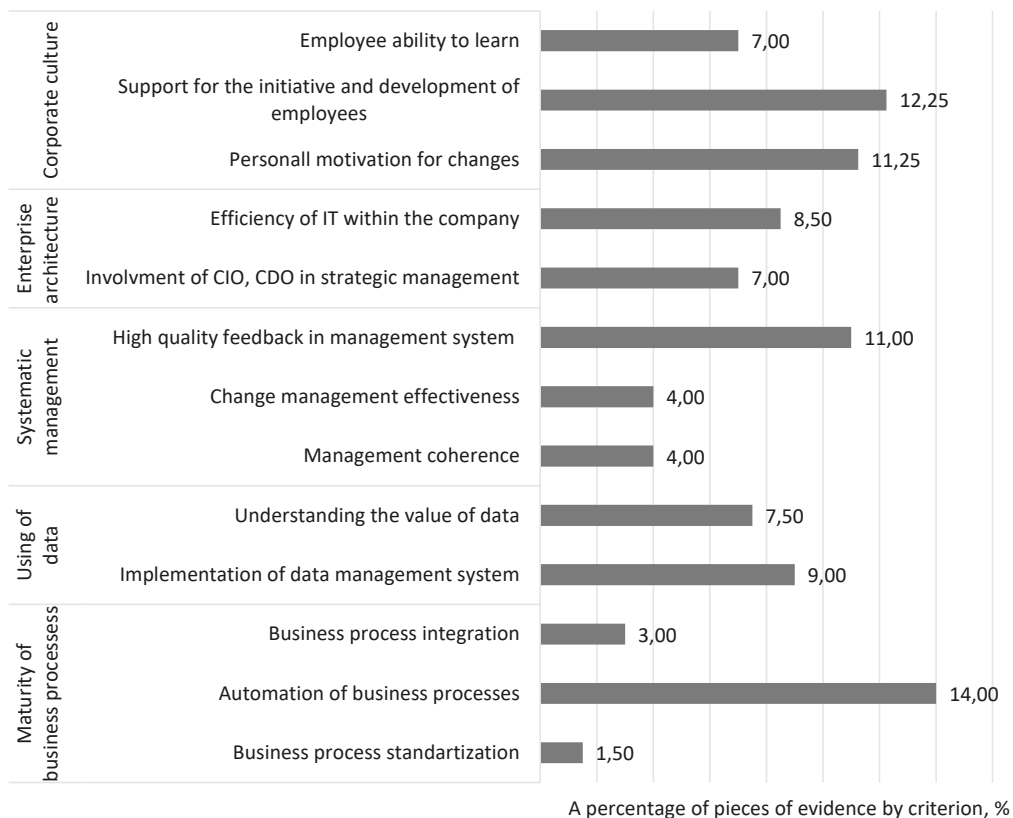 Corporate culture
Employee ability to learn
7,00
Support for the initiative and development of
employees
12,25
Personall motivation for changes
11,25
Enterprise
architecture
Efficiency of IT within the company
8,50
Involvment of CIO, CDO in strategic management
7,00
Systematic
management
High quality feedback in management system
11,00
Change management effectiveness
4,00
Management coherence
4,00
Using of
data
Understanding the value of data
7,50
Implementation of data management system
9,00
Maturity of
business processess
Business process integration
3,00
Automation of business processes
14,00
Business process standartization
1,50
A percentage of pieces of evidence by criterion, %